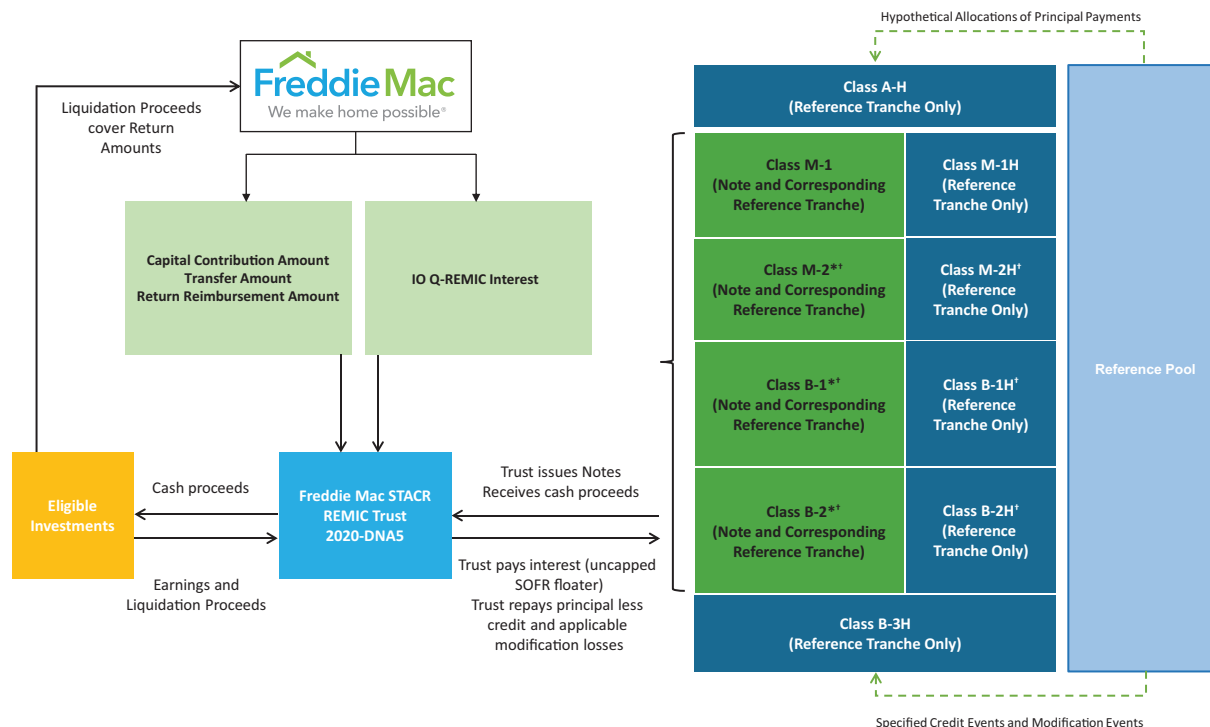 Hypothetical Allocations of Principal Payments
Freddie Mac
We make home possible®
Liquidation Proceeds
cover Return
Amounts
Capital Contribution Amount
Transfer Amount
Return Reimbursement Amount
IO Q-REMIC Interest
Eligible
Investments
Cash proceeds
Earnings and
Liquidation Proceeds
Freddie Mac STACR
REMIC Trust
2020-DNA5
Trust issues Notes
Receives cash proceeds
Trust pays interest (uncapped
SOFR floater)
Trust repays principal less
credit and applicable
modification losses
Class A-H
(Reference Tranche Only)
Class M-1
(Note and Corresponding
Reference Tranche)
Class M-1H
(Reference
Tranche Only)
Class M-2*†
(Note and Corresponding
Reference Tranche)
Class M-2H†
(Reference
Tranche Only)
Class B-1*†
(Note and Corresponding
Reference Tranche)
Class B-1H†
(Reference
Tranche Only)
Class B-2*†
(Note and Corresponding
Reference Tranche)
Class B-2H†
(Reference
Tranche Only)
Class B-3H
(Reference Tranche Only)
Reference Pool
Specified Credit Events and Modification Events